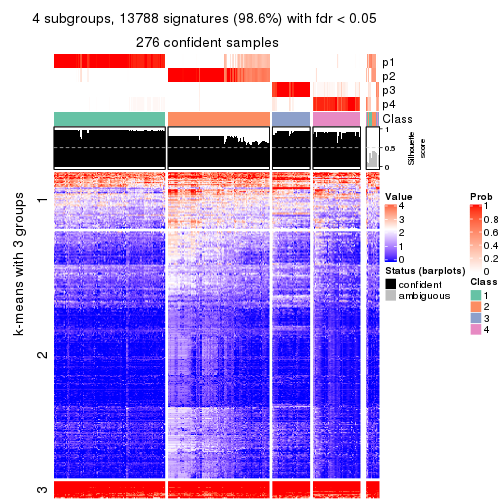 4 subgroups, 13788 signatures (98.6%) with fdr < 0.05
276 confident samples
p1
p2
p3
p4
Class
1
0.5
0
Silhouette
score
k-means with 3 groups
1
2
3
Value
4
3
2
1
0
Status (barplots)
confident
ambiguous
Prob
1
0.8
0.6
0.4
0.2
0
Class
1
2
3
4